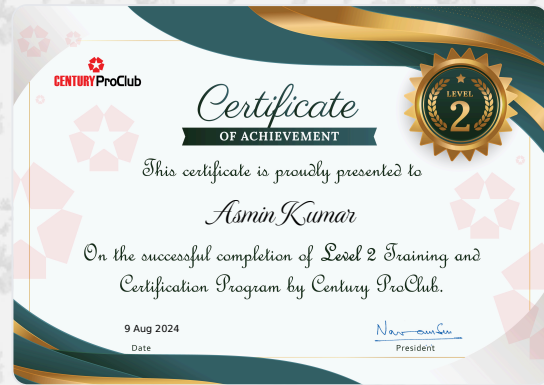 CENTURY ProClub
LEVEL
2
Certificate
OF ACHIEVEMENT
This certificate is proudly presented to
Asmin Kumar
On the successful completion of Level 2 Training and
Certification Program by Century ProClub.
9 Aug 2024
Date
President